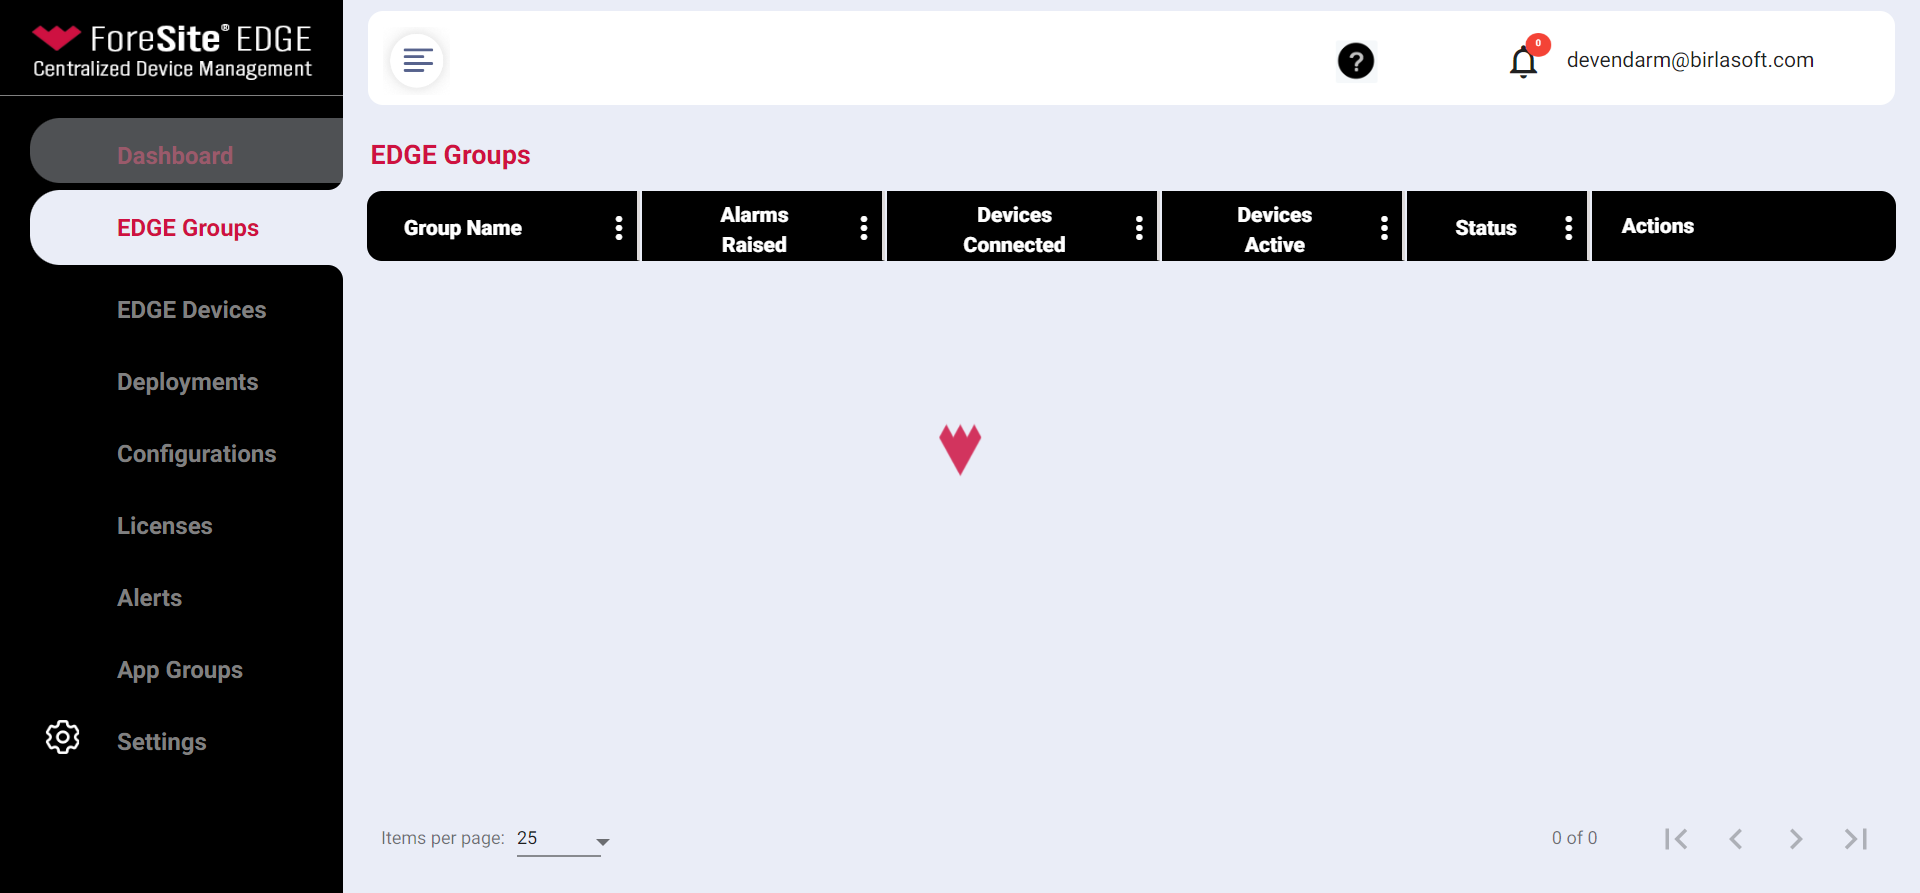 ForeSite® EDGE
Centralized Device Management
Dashboard
EDGE Groups
EDGE Devices
Deployments
Configurations
Licenses
Alerts
App Groups
Settings
?
0
devendarm@birlasoft.com
EDGE Groups
Group Name
Alarms
Raised
Devices
Connected
Devices
Active
Status
Actions
Items per page: 25
0 of 0